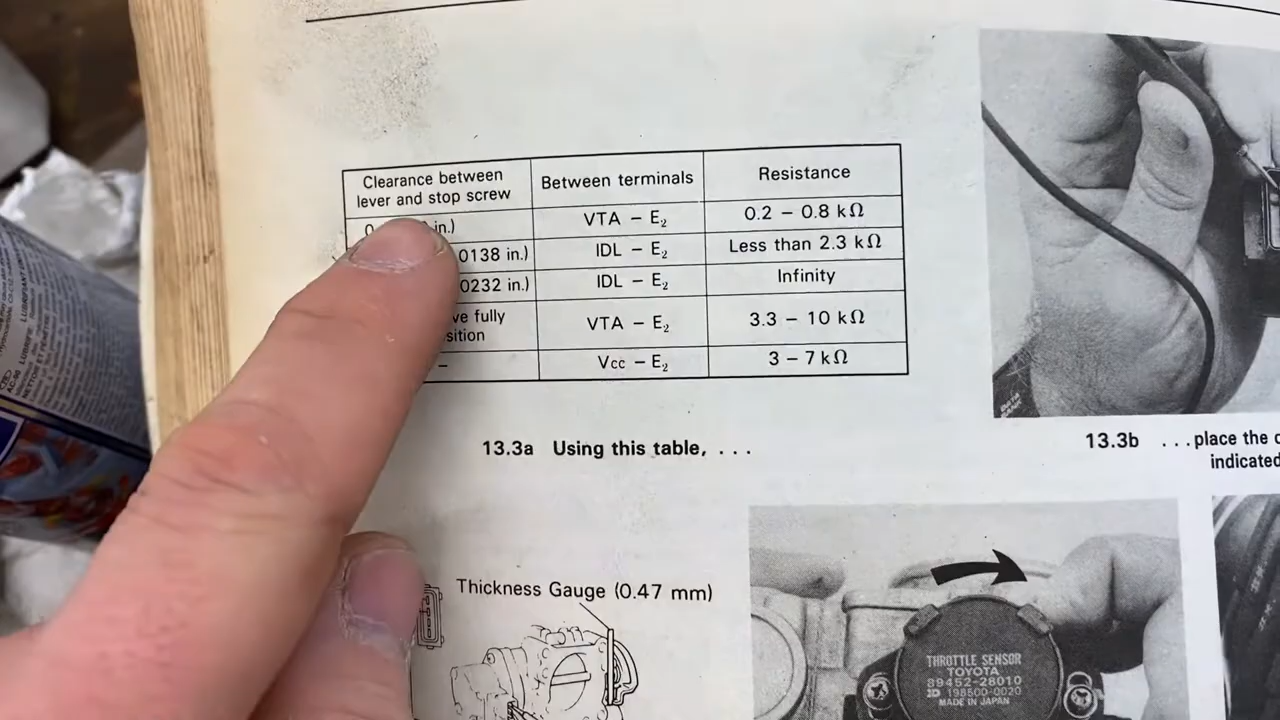 Clearance between
lever and stop screw
Between terminals
Resistance
in.)
VTA – E₂
0.2 – 0.8 kΩ
0138 in.)
IDL – E₂
Less than 2.3 kΩ
0232 in.)
IDL – E₂
Infinity
ve fully
sition
VTA – E₂
3.3 – 10 kΩ
–
Vcc – E₂
3 – 7 kΩ
13.3a Using this table, . . .
13.3b . . . place the
indicated
Thickness Gauge (0.47 mm)
THROTTLE SENSOR
TOYOTA
89452-28010
198500-0020
MADE IN JAPAN